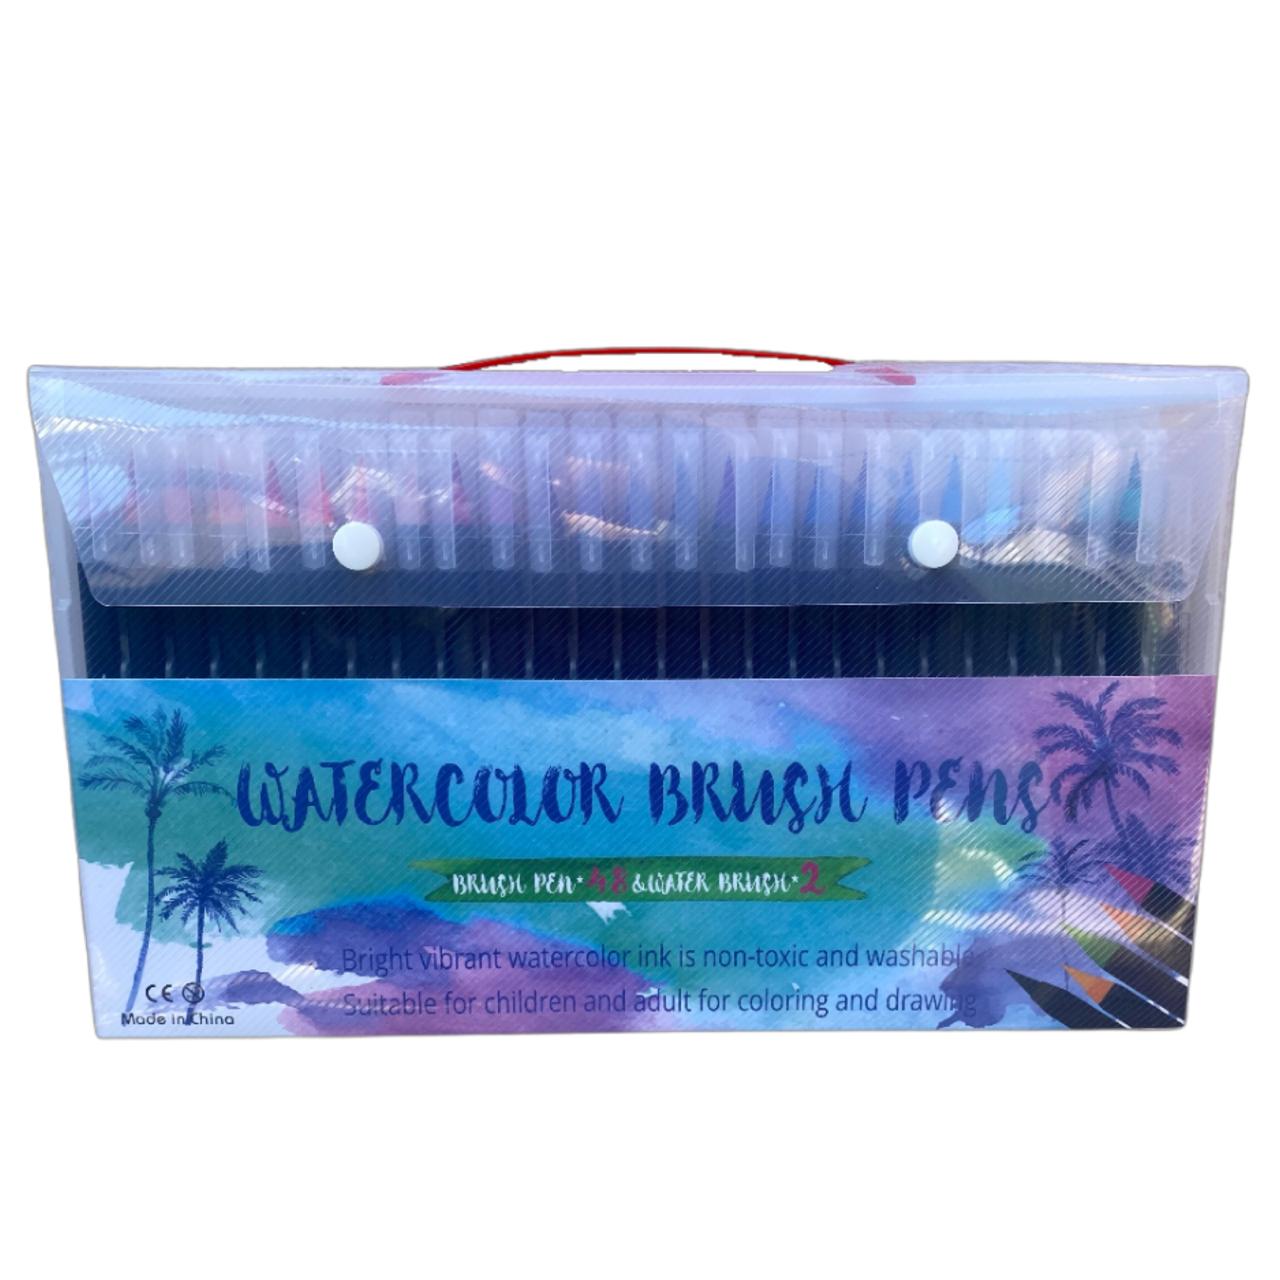 WATERCOLOR BRUSH PENS
BRUSH PEN*48&WATER BRUSH*2
Bright vibrant watercolor ink is non-toxic and washable
Suitable for children and adult for coloring and drawing
CE
Made in China